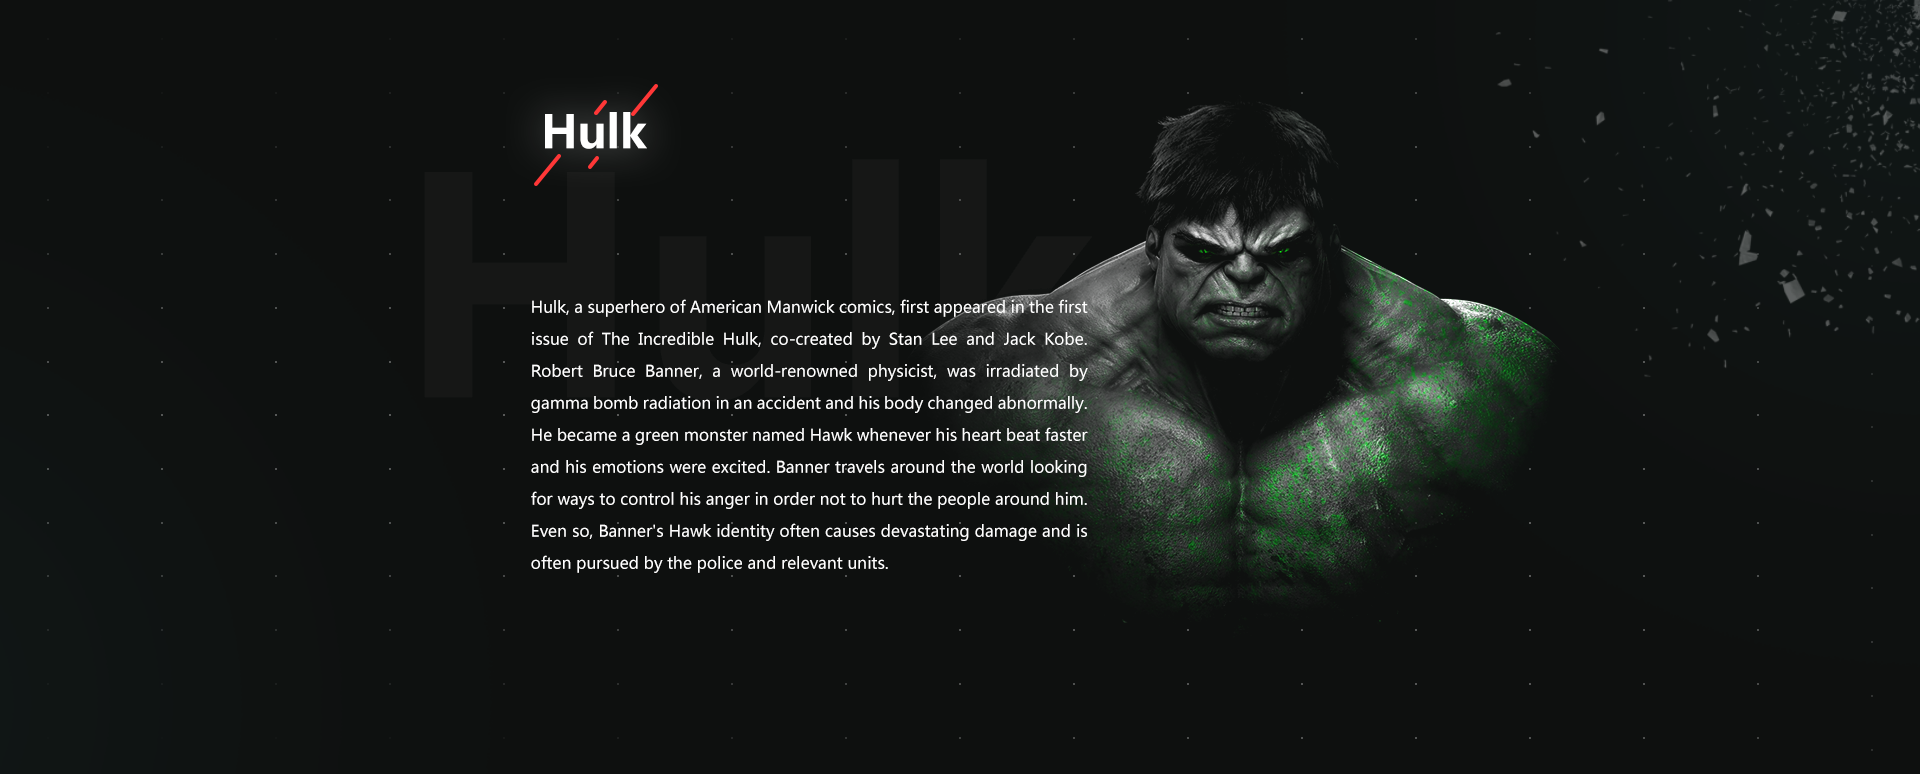 Hulk
Hulk
Hulk, a superhero of American Manwick comics, first appeared in the first
issue of The Incredible Hulk, co-created by Stan Lee and Jack Kobe.
Robert Bruce Banner, a world-renowned physicist, was irradiated by
gamma bomb radiation in an accident and his body changed abnormally.
He became a green monster named Hawk whenever his heart beat faster
and his emotions were excited. Banner travels around the world looking
for ways to control his anger in order not to hurt the people around him.
Even so, Banner's Hawk identity often causes devastating damage and is
often pursued by the police and relevant units.